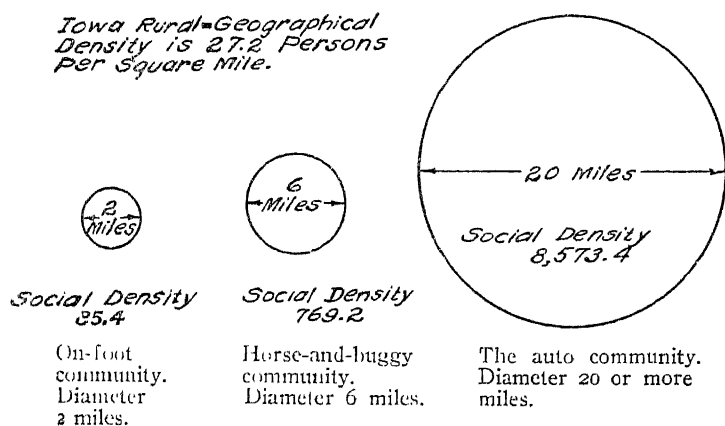 Iowa Rural=Geographical
Density is 27.2 Persons
Per Square Mile.
2
Miles
6
Miles
20 Miles
Social Density
8,573.4
Social Density
85.4
Social Density
769.2
On-foot
community.
Diameter
2 miles.
Horse-and-buggy
community.
Diameter 6 miles.
The auto community.
Diameter 20 or more
miles.